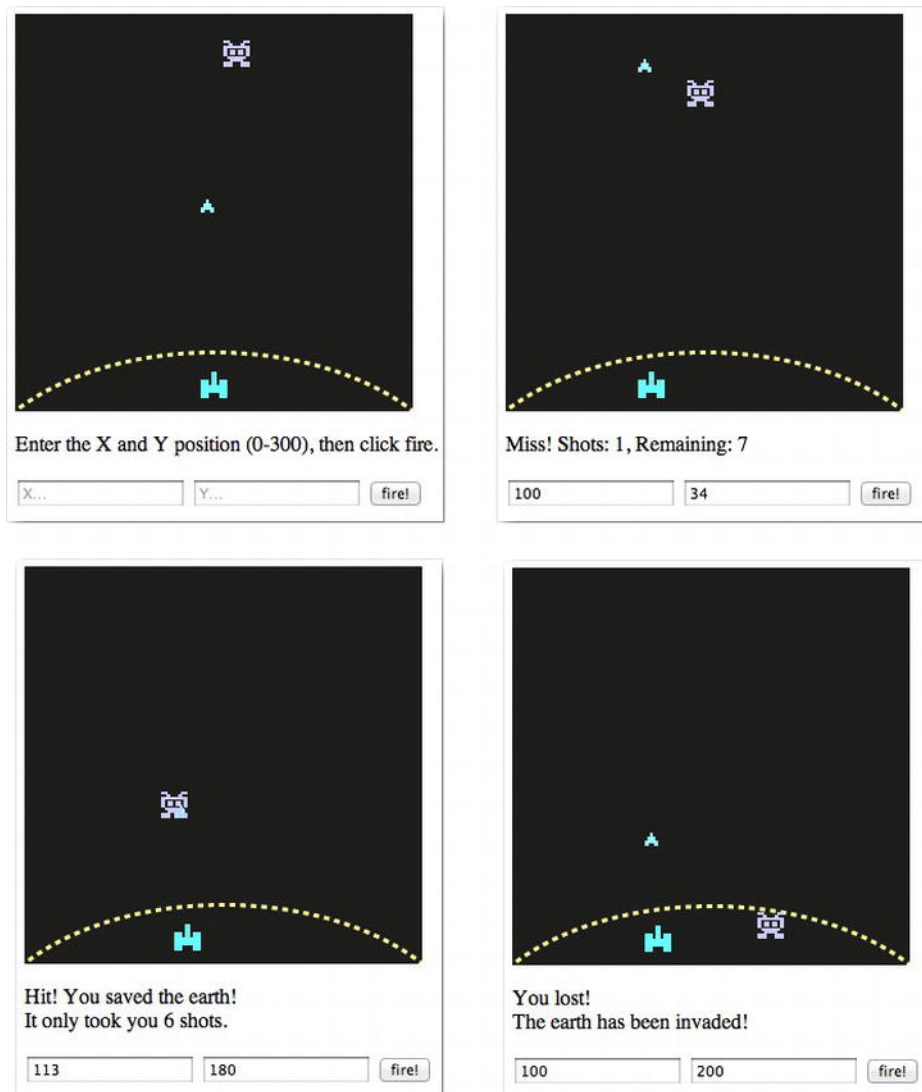 Enter the X and Y position (0-300), then click fire.
X... Y... fire!
Miss! Shots: 1, Remaining: 7
100 34 fire!
Hit! You saved the earth!
It only took you 6 shots.
113 180 fire!
You lost!
The earth has been invaded!
100 200 fire!